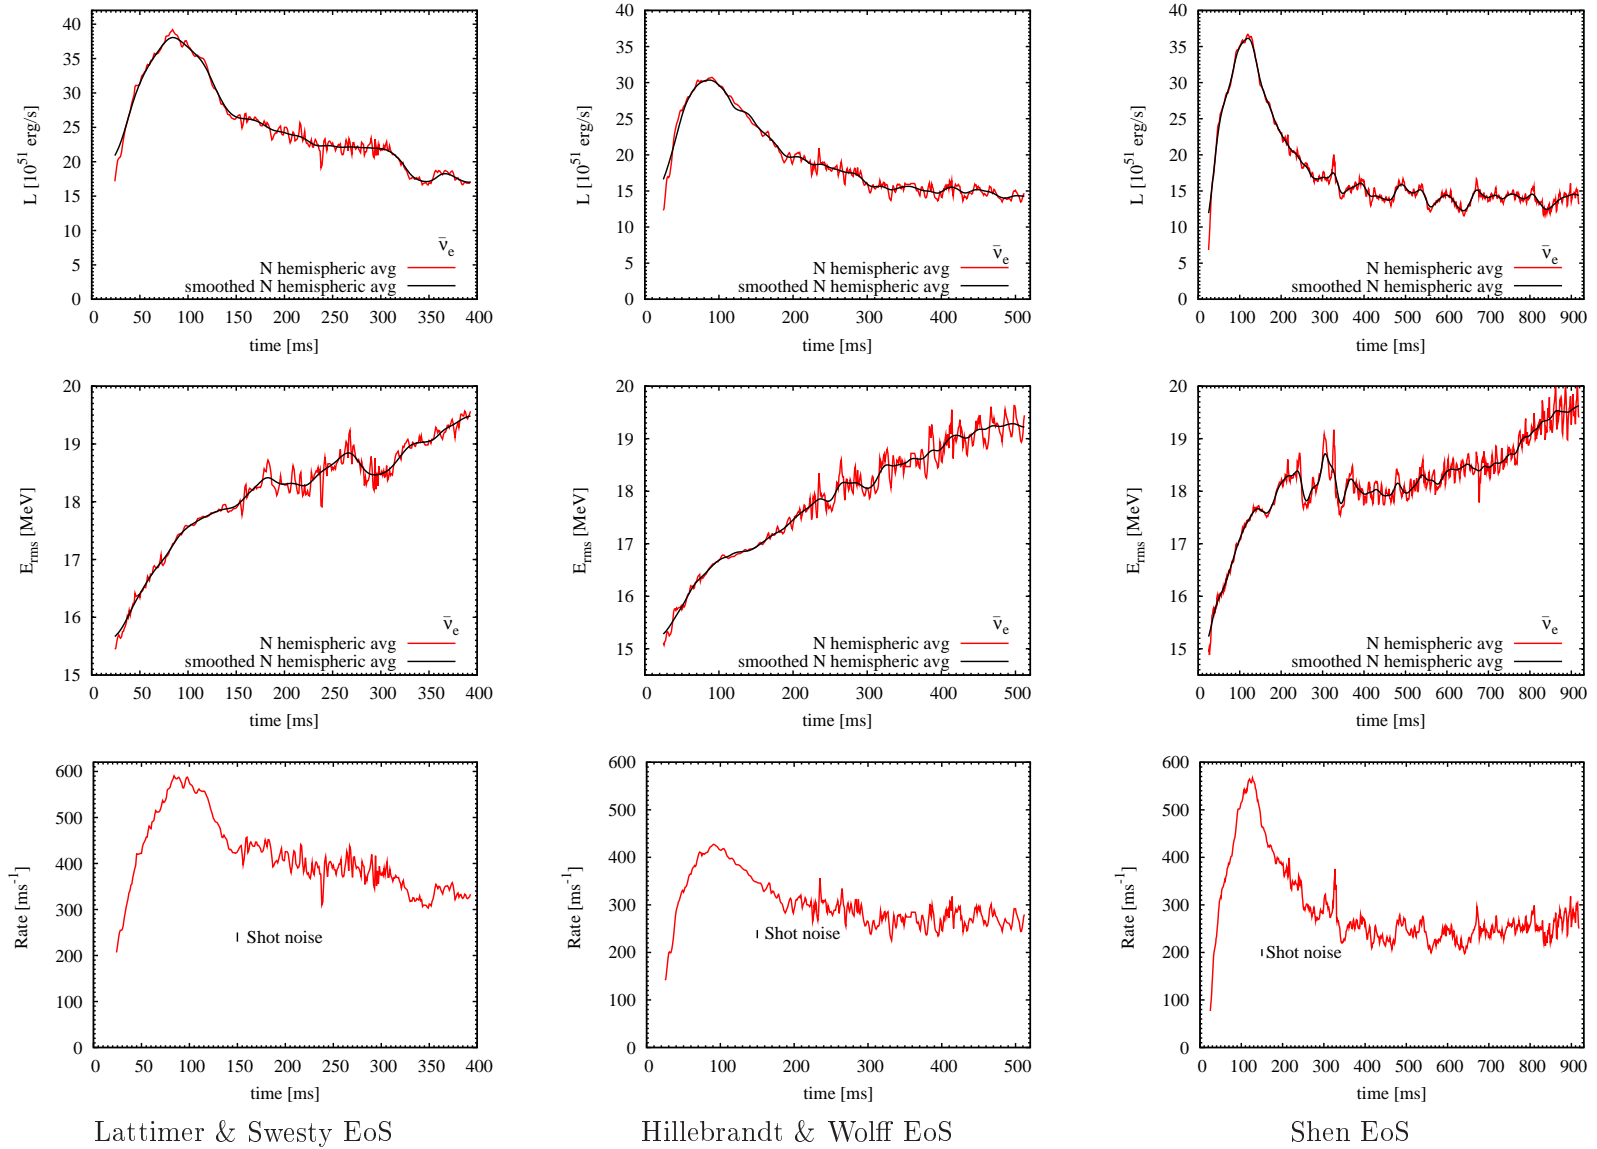 L [10^51 erg/s]
40
35
30
25
20
15
10
5
0
ν̄_e
N hemispheric avg
smoothed N hemispheric avg
0 50 100 150 200 250 300 350 400
time [ms]
L [10^51 erg/s]
40
35
30
25
20
15
10
5
0
ν̄_e
N hemispheric avg
smoothed N hemispheric avg
0 100 200 300 400 500
time [ms]
L [10^51 erg/s]
40
35
30
25
20
15
10
5
0
ν̄_e
N hemispheric avg
smoothed N hemispheric avg
0 100 200 300 400 500 600 700 800 900
time [ms]
E_rms [MeV]
20
19
18
17
16
15
ν̄_e
N hemispheric avg
smoothed N hemispheric avg
0 50 100 150 200 250 300 350 400
time [ms]
E_rms [MeV]
20
19
18
17
16
15
ν̄_e
N hemispheric avg
smoothed N hemispheric avg
0 100 200 300 400 500
time [ms]
E_rms [MeV]
20
19
18
17
16
15
ν̄_e
N hemispheric avg
smoothed N hemispheric avg
0 100 200 300 400 500 600 700 800 900
time [ms]
Rate [ms^-1]
600
500
400
300
200
100
0
Shot noise
0 50 100 150 200 250 300 350 400
time [ms]
Lattimer & Swesty EoS
Rate [ms^-1]
600
500
400
300
200
100
0
Shot noise
0 100 200 300 400 500
time [ms]
Hillebrandt & Wolff EoS
Rate [ms^-1]
600
500
400
300
200
100
0
Shot noise
0 100 200 300 400 500 600 700 800 900
time [ms]
Shen EoS